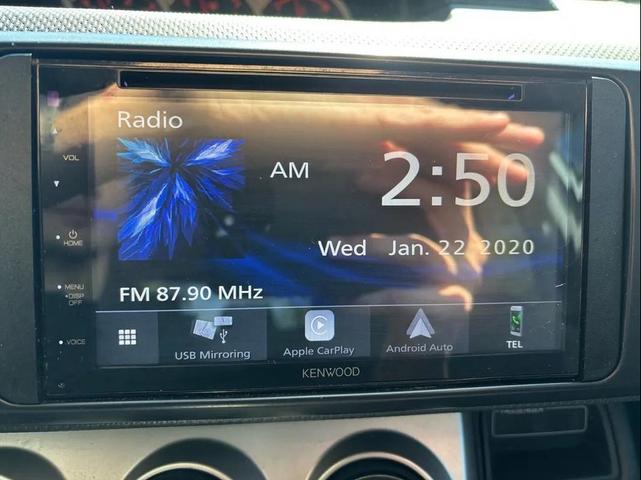 Radio
AM
2:50
Wed Jan. 22 2020
FM 87.90 MHz
VOL
HOME
MENU
DISP
OFF
VOICE
USB Mirroring
Apple CarPlay
Android Auto
TEL
KENWOOD
PASSENGER